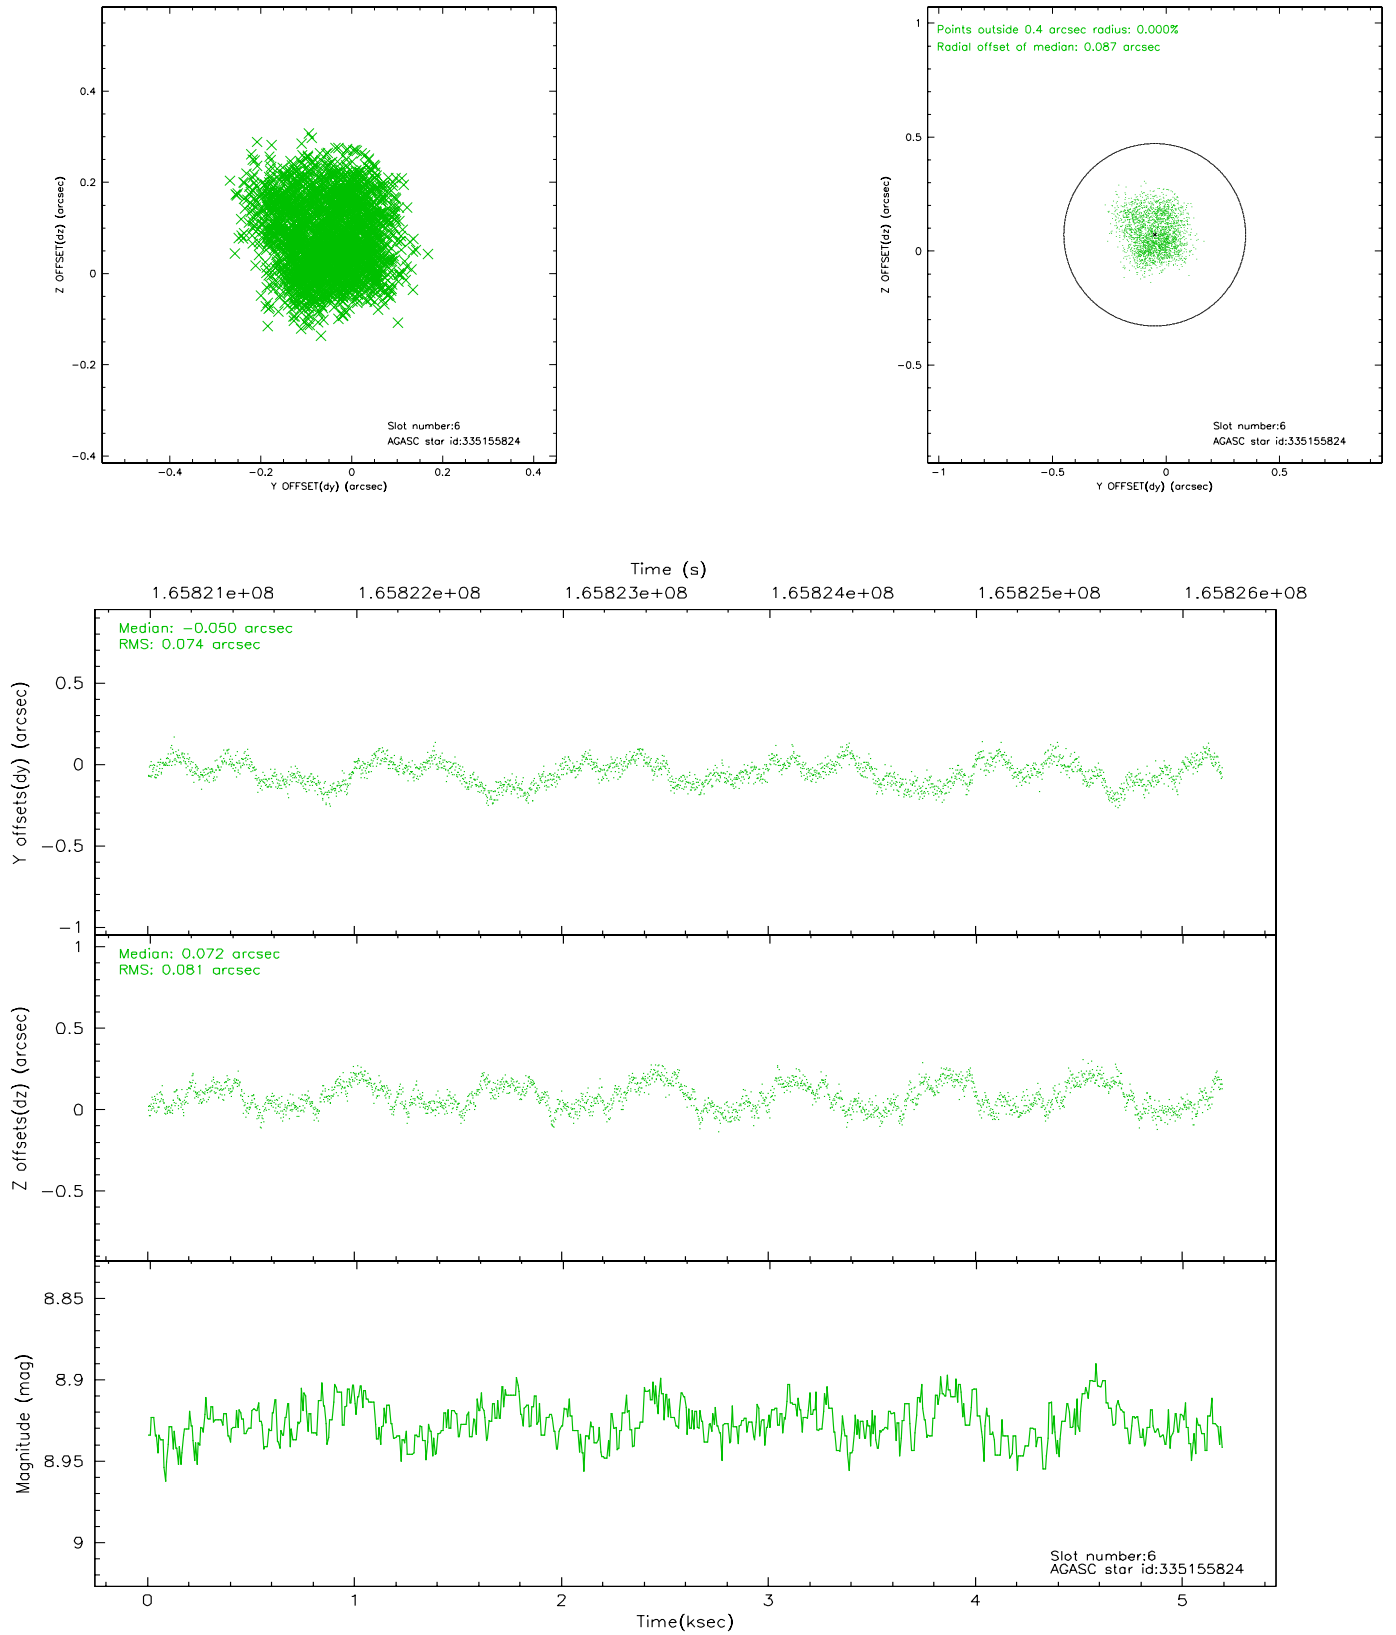 0.4
0.2
0
−0.2
−0.4
Z OFFSET(dz) (arcsec)
Slot number:6
AGASC star id:335155824
−0.4 −0.2 0 0.2 0.4
Y OFFSET(dy) (arcsec)
Points outside 0.4 arcsec radius: 0.000%
Radial offset of median: 0.087 arcsec
1
0.5
0
−0.5
Z OFFSET(dz) (arcsec)
Slot number:6
AGASC star id:335155824
−1 −0.5 0 0.5
Y OFFSET(dy) (arcsec)
Time (s)
1.65821e+08 1.65822e+08 1.65823e+08 1.65824e+08 1.65825e+08 1.65826e+08
Median: −0.050 arcsec
RMS: 0.074 arcsec
0.5
0
−0.5
−1
Y offsets(dy) (arcsec)
Median: 0.072 arcsec
RMS: 0.081 arcsec
1
0.5
0
−0.5
Z offsets(dz) (arcsec)
8.85
8.9
8.95
9
Magnitude (mag)
Slot number:6
AGASC star id:335155824
0 1 2 3 4 5
Time(ksec)